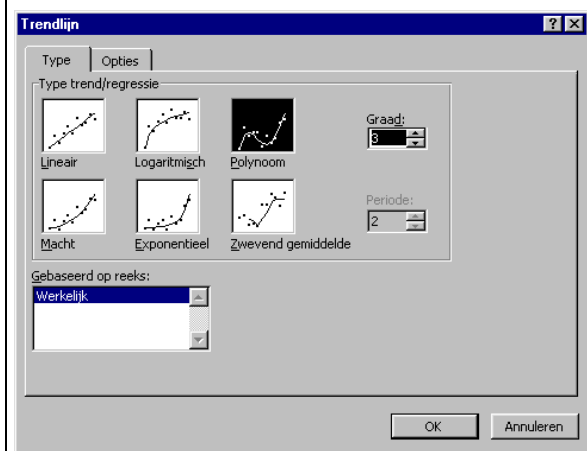 Trendlijn
Type Opties
Type trend/regressie
Lineair Logaritmisch Polynoom
Graad:
3
Macht Exponentieel Zwevend gemiddelde
Periode:
2
Gebaseerd op reeks:
Werkelijk
OK Annuleren